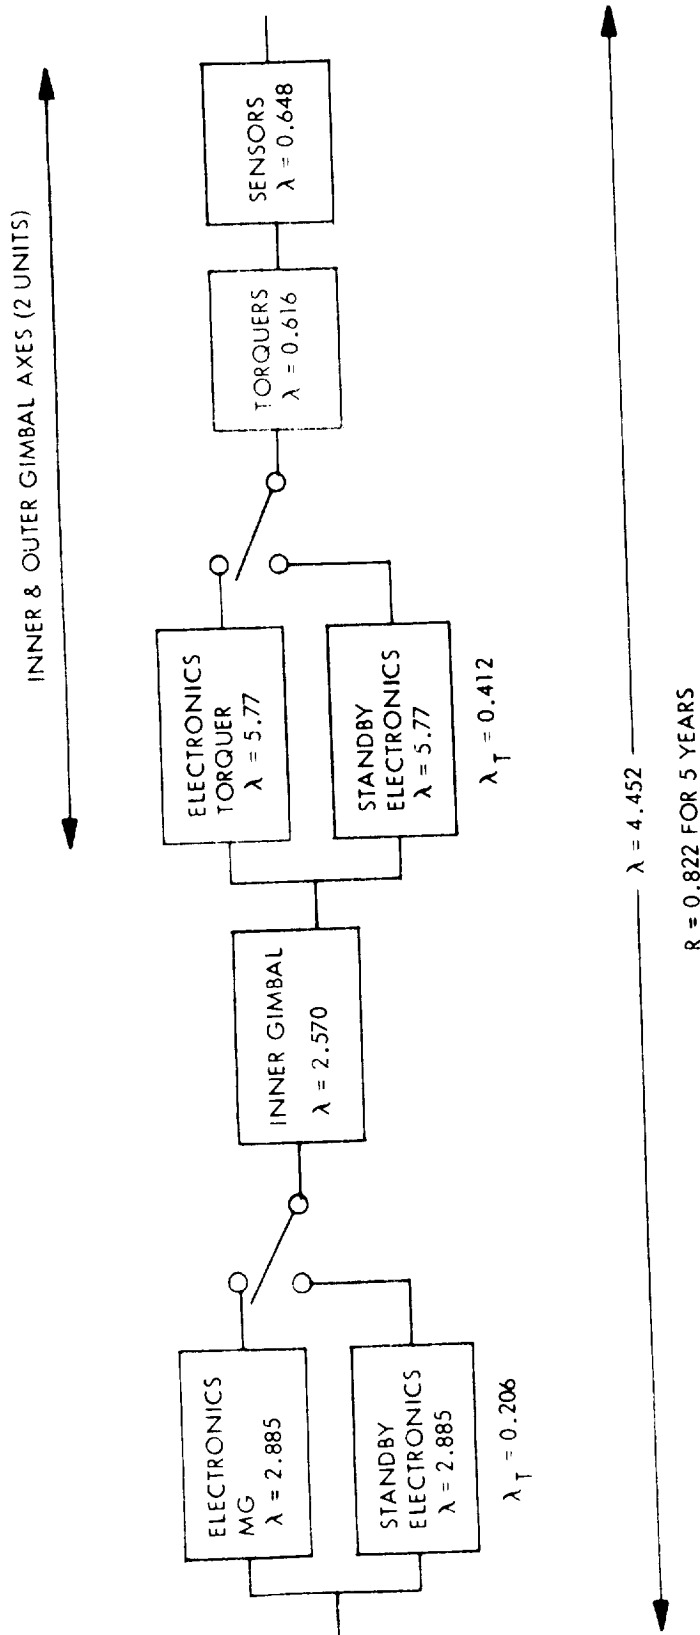 INNER & OUTER GIMBAL AXES (2 UNITS)
ELECTRONICS
MG
λ = 2.885
STANDBY
ELECTRONICS
λ = 2.885
λT = 0.206
INNER GIMBAL
λ = 2.570
ELECTRONICS
TORQUER
λ = 5.77
STANDBY
ELECTRONICS
λ = 5.77
λT = 0.412
TORQUERS
λ = 0.616
SENSORS
λ = 0.648
λ = 4.452
R = 0.822 FOR 5 YEARS